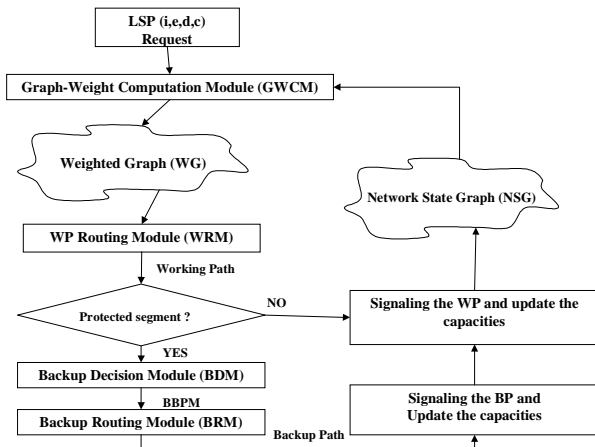 LSP (i,e,d,c)
Request
Graph-Weight Computation Module (GWCM)
Weighted Graph (WG)
Network State Graph (NSG)
WP Routing Module (WRM)
Working Path
NO
Protected segment ?
Signaling the WP and update the
capacities
YES
Backup Decision Module (BDM)
BBPM
Signaling the BP and
Update the capacities
Backup Routing Module (BRM)
Backup Path